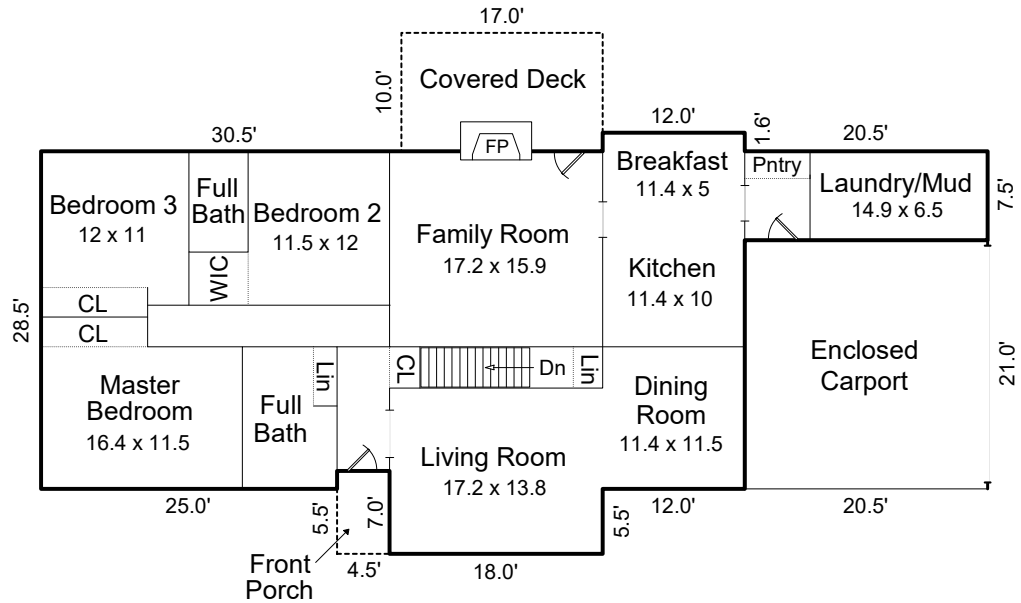 17.0'
10.0'
Covered Deck
FP
30.5'
12.0'
1.6'
20.5'
Breakfast
11.4 x 5
Pntry
Laundry/Mud
14.9 x 6.5
7.5'
Bedroom 3
12 x 11
Full
Bath
Bedroom 2
11.5 x 12
WIC
Family Room
17.2 x 15.9
Kitchen
11.4 x 10
28.5'
CL
CL
Enclosed
Carport
21.0'
Master
Bedroom
16.4 x 11.5
Full
Bath
Lin
CL
Dn
Lin
Dining
Room
11.4 x 11.5
Living Room
17.2 x 13.8
25.0'
5.5'
7.0'
5.5'
12.0'
20.5'
Front
Porch
4.5'
18.0'